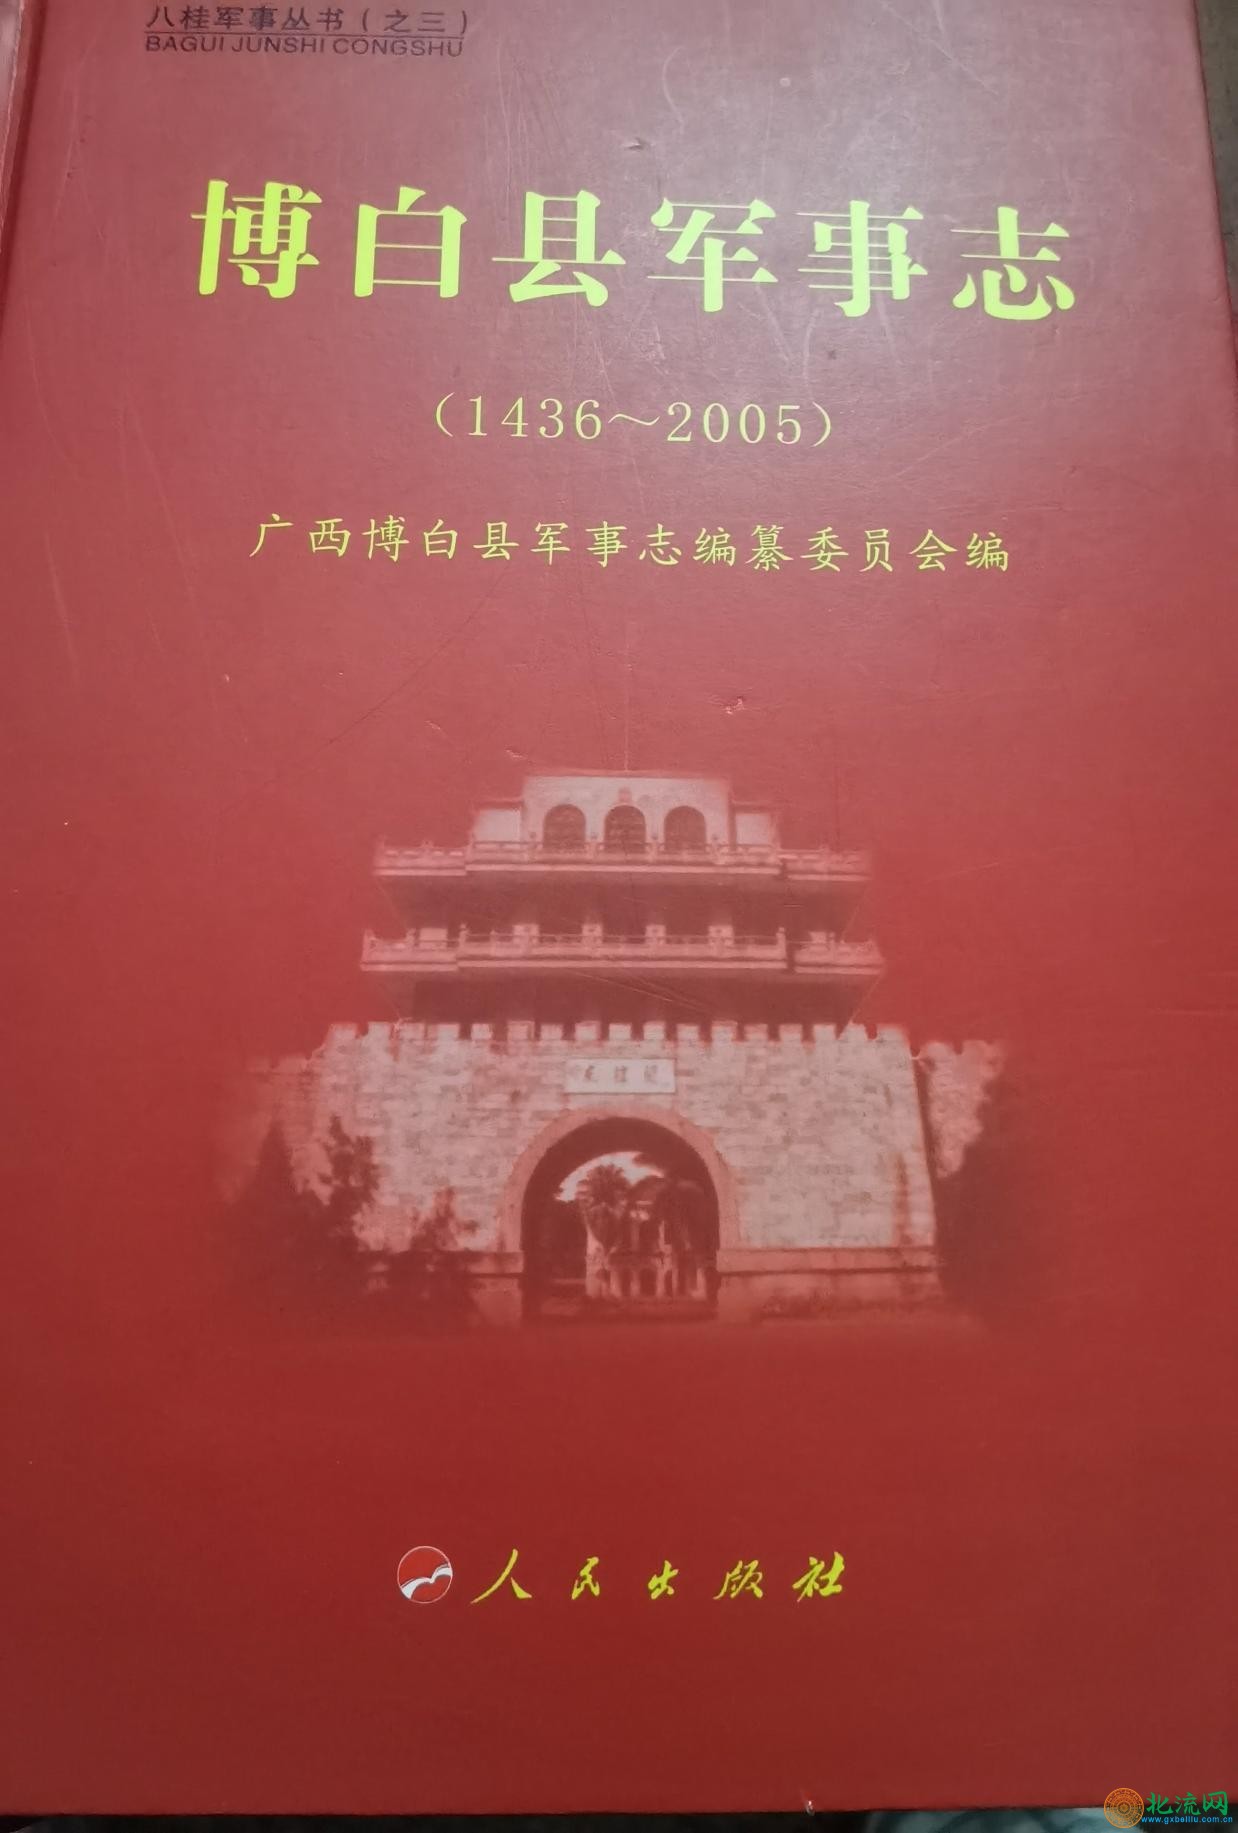 八桂军事丛书（之三）
BAGUI JUNSHI CONGSHU
博白县军事志
（1436～2005）
广西博白县军事志编纂委员会编
人民出版社
北流网
www.gxbeiliu.com.cn